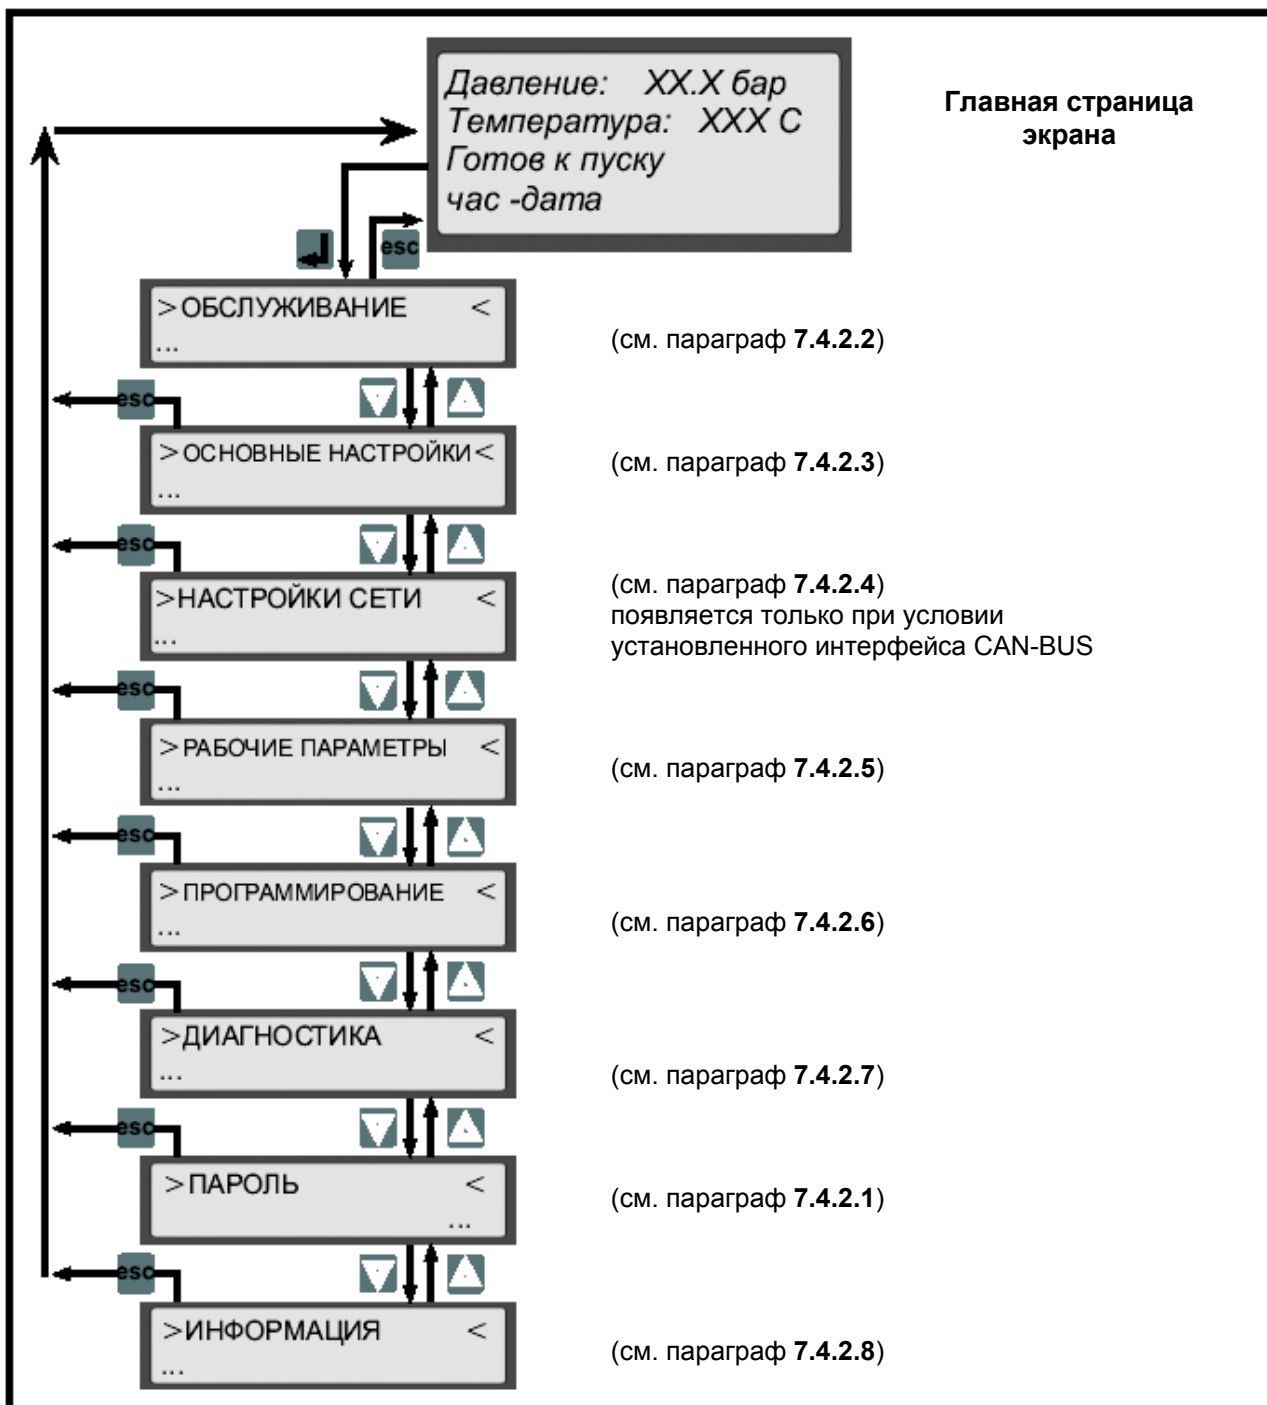 Давление: XX.X бар
Температура: XXX C
Готов к пуску
час -дата
Главная страница
экрана
esc
>ОБСЛУЖИВАНИЕ <
...
(см. параграф 7.4.2.2)
esc
>ОСНОВНЫЕ НАСТРОЙКИ<
...
(см. параграф 7.4.2.3)
esc
>НАСТРОЙКИ СЕТИ <
...
(см. параграф 7.4.2.4)
появляется только при условии
установленного интерфейса CAN-BUS
esc
>РАБОЧИЕ ПАРАМЕТРЫ <
...
(см. параграф 7.4.2.5)
esc
>ПРОГРАММИРОВАНИЕ <
...
(см. параграф 7.4.2.6)
esc
>ДИАГНОСТИКА <
...
(см. параграф 7.4.2.7)
esc
>ПАРОЛЬ <
...
(см. параграф 7.4.2.1)
esc
>ИНФОРМАЦИЯ <
...
(см. параграф 7.4.2.8)